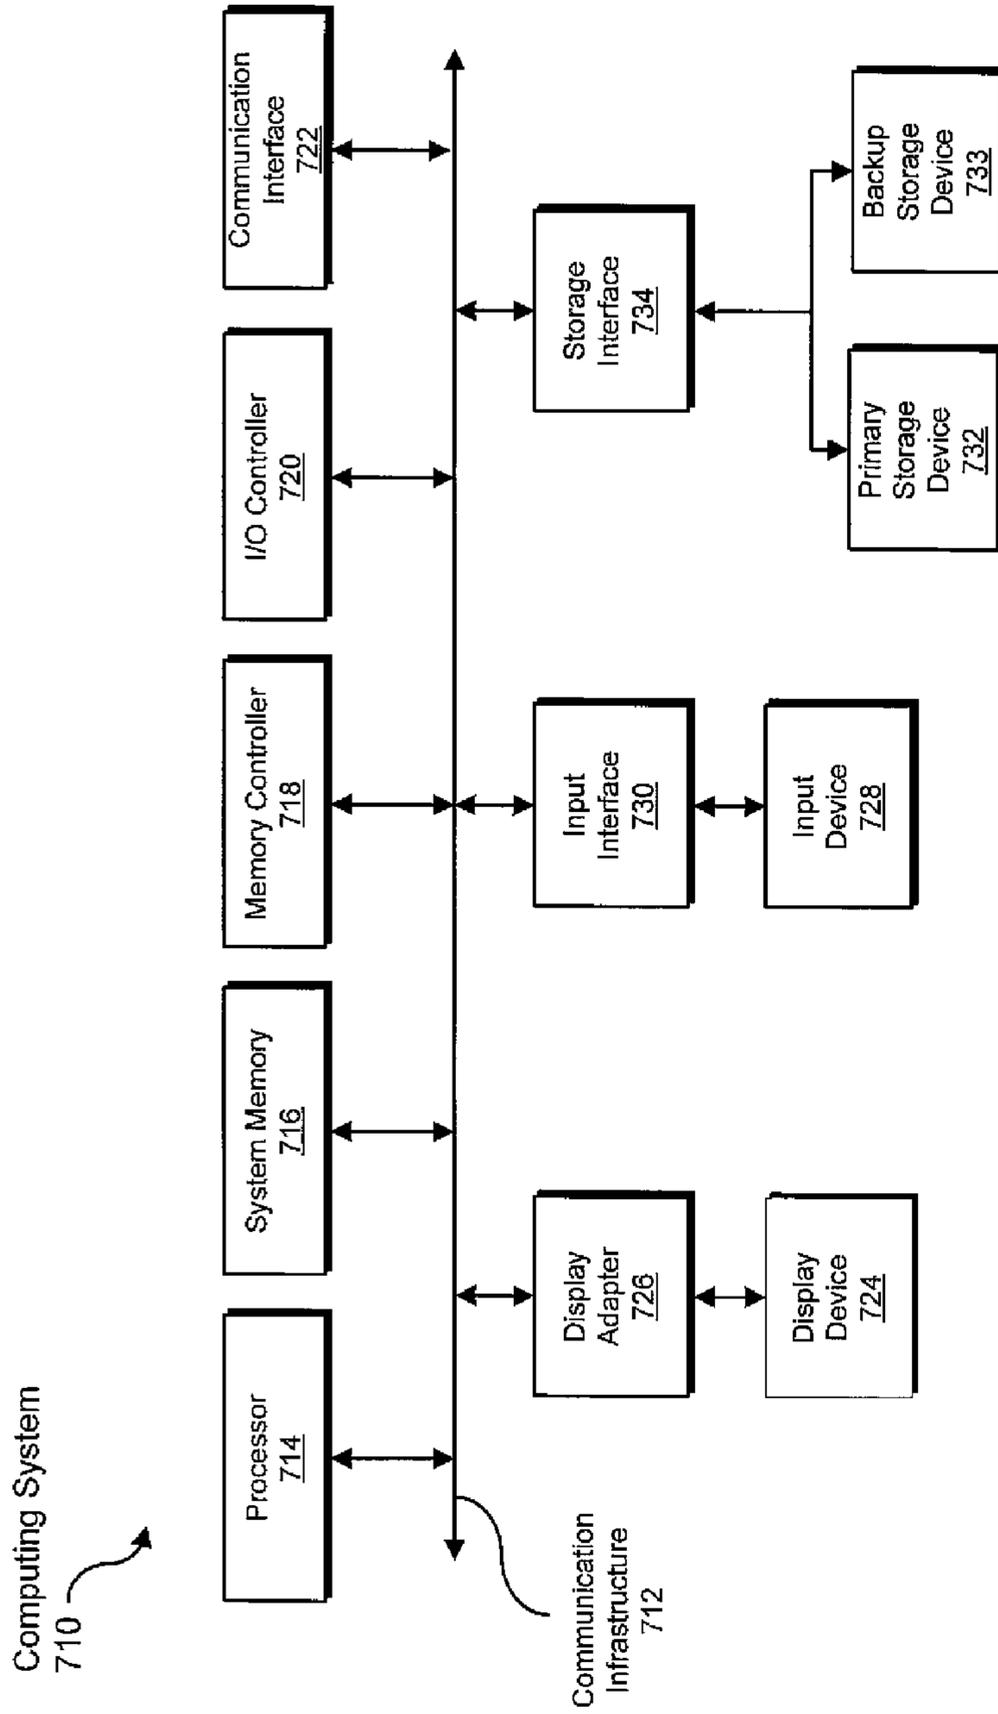 Computing System
710
Processor
714
System Memory
716
Memory Controller
718
I/O Controller
720
Communication
Interface
722
Communication
Infrastructure
712
Display
Adapter
726
Input
Interface
730
Storage
Interface
734
Display
Device
724
Input
Device
728
Primary
Storage
Device
732
Backup
Storage
Device
733